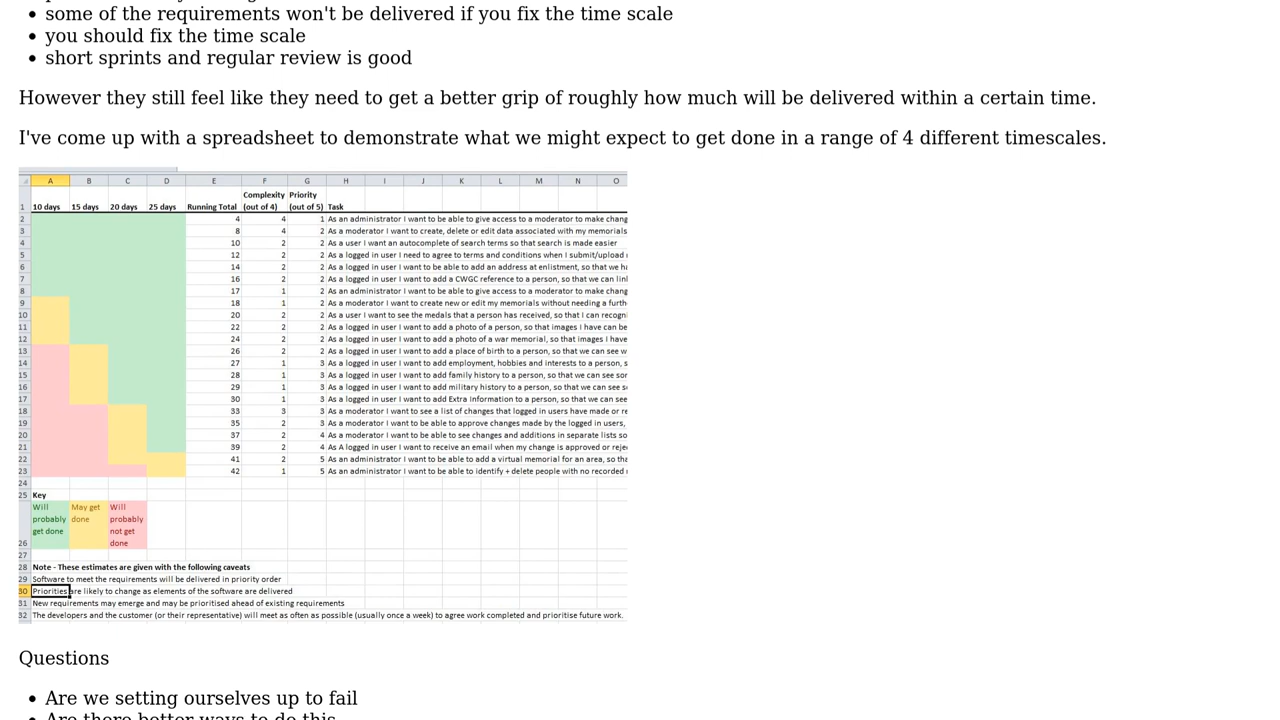 some of the requirements won't be delivered if you fix the time scale
you should fix the time scale
short sprints and regular review is good
However they still feel like they need to get a better grip of roughly how much will be delivered within a certain time.
I've come up with a spreadsheet to demonstrate what we might expect to get done in a range of 4 different timescales.
A B C D E F G H I J K L M N O
1 10 days 15 days 20 days 25 days Running Total Complexity (out of 4) Priority (out of 5) Task
2 4 4 1 As an administrator I want to be able to give access to a moderator to make chang
3 8 4 2 As a moderator I want to create, delete or edit data associated with my memorials
4 10 2 2 As a user I want an autocomplete of search terms so that search is made easier
5 12 2 2 As a logged in user I need to agree to terms and conditions when I submit/upload
6 14 2 2 As a logged in user I want to be able to add an address at enlistment, so that we h
7 16 2 2 As a logged in user I want to add a CWGC reference to a person, so that we can lin
8 17 1 2 As an administrator I want to be able to give access to a moderator to make chang
9 18 1 2 As a moderator I want to create new or edit my memorials without needing a furth
10 20 2 2 As a user I want to see the medals that a person has received, so that I can recogn
11 22 2 2 As a logged in user I want to add a photo of a person, so that images I have can be
12 24 2 2 As a logged in user I want to add a photo of a war memorial, so that images I have
13 26 2 2 As a logged in user I want to add a place of birth to a person, so that we can see w
14 27 1 3 As a logged in user I want to add employment, hobbies and interests to a person, s
15 28 1 3 As a logged in user I want to add family history to a person, so that we can see sor
16 29 1 3 As a logged in user I want to add military history to a person, so that we can see s
17 30 1 3 As a logged in user I want to add Extra Information to a person, so that we can see
18 33 3 3 As a moderator I want to see a list of changes that logged in users have made or re
19 35 2 3 As a moderator I want to be able to approve changes made by the logged in users,
20 37 2 4 As a moderator I want to be able to see changes and additions in separate lists so
21 39 2 4 As A logged in user I want to receive an email when my change is approved or reje
22 41 2 5 As an administrator I want to be able to add a virtual memorial for an area, so tha
23 42 1 5 As an administrator I want to be able to identify + delete people with no recorded
24
25 Key
26 Will probably get done May get done Will probably not get done
27
28 Note - These estimates are given with the following caveats
29 Software to meet the requirements will be delivered in priority order
30 Priorities are likely to change as elements of the software are delivered
31 New requirements may emerge and may be prioritised ahead of existing requirements
32 The developers and the customer (or their representative) will meet as often as possible (usually once a week) to agree work completed and prioritise future work.
Questions
Are we setting ourselves up to fail
Are there better ways to do this